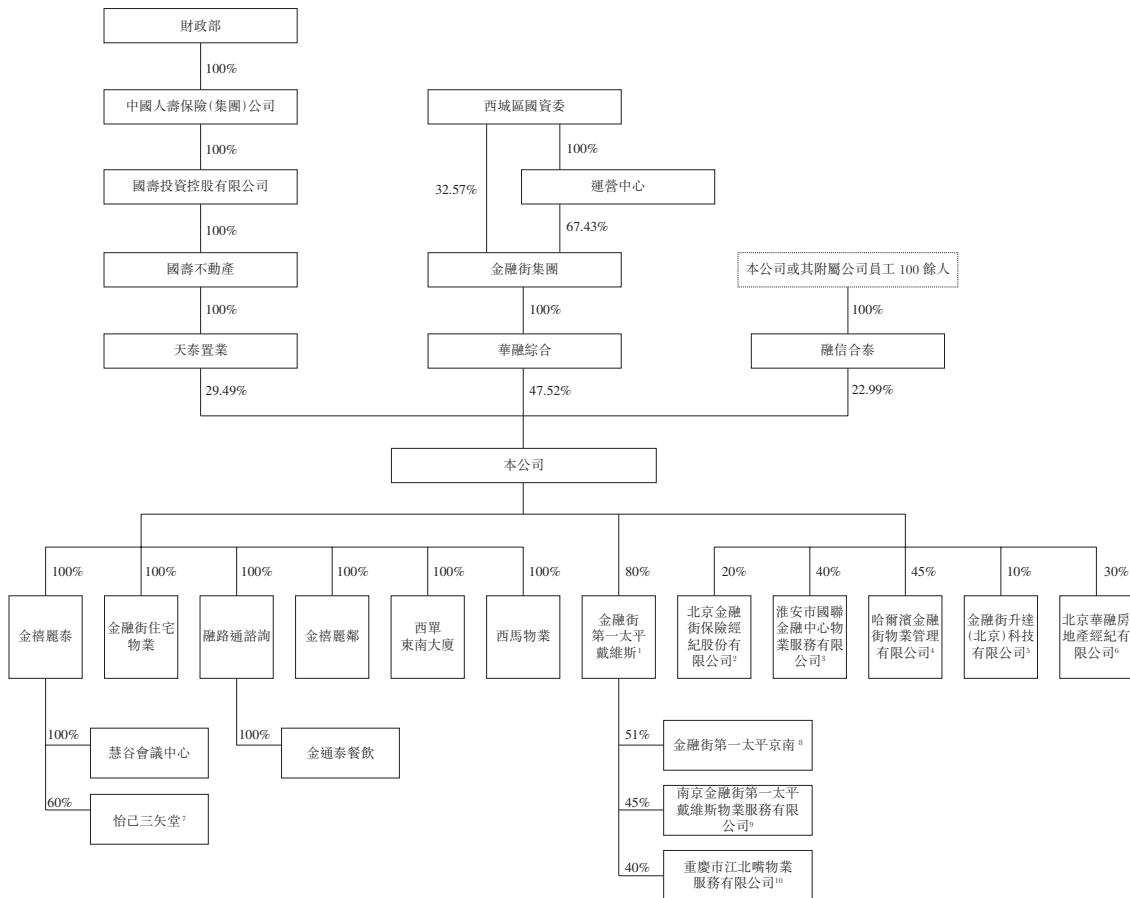 財政部
100%
中國人壽保險(集團)公司
西城區國資委
100%
100%
國壽投資控股有限公司
32.57%
運營中心
100%
67.43%
國壽不動產
金融街集團
本公司或其附屬公司員工 100 餘人
100%
100%
100%
天泰置業
華融綜合
融信合泰
29.49%
47.52%
22.99%
本公司
100%
100%
100%
100%
100%
100%
80%
20%
40%
45%
10%
30%
金禧麗泰
金融街住宅
物業
融路通諮詢
金禧麗鄰
西單
東南大廈
西馬物業
金融街
第一太平
戴維斯1
北京金融
街保險經
紀股份有
限公司2
淮安市國聯
金融中心物
業服務有限
公司3
哈爾濱金融
街物業管理
有限公司4
金融街升達
(北京)科技
有限公司5
北京華融房
地產經紀有
限公司6
100%
慧谷會議中心
100%
金通泰餐飲
51%
金融街第一太平京南8
60%
怡己三矢堂7
45%
南京金融街第一太平
戴維斯物業服務有限
公司9
40%
重慶市江北嘴物業
服務有限公司10